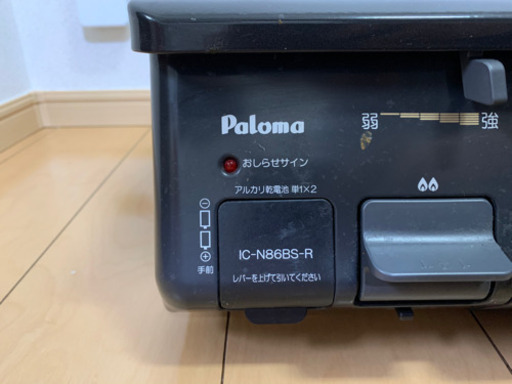 Paloma
弱 強
おしらせサイン
アルカリ乾電池 単1×2
⊖
⊕
手前
IC-N86BS-R
レバーを上げて引いてください